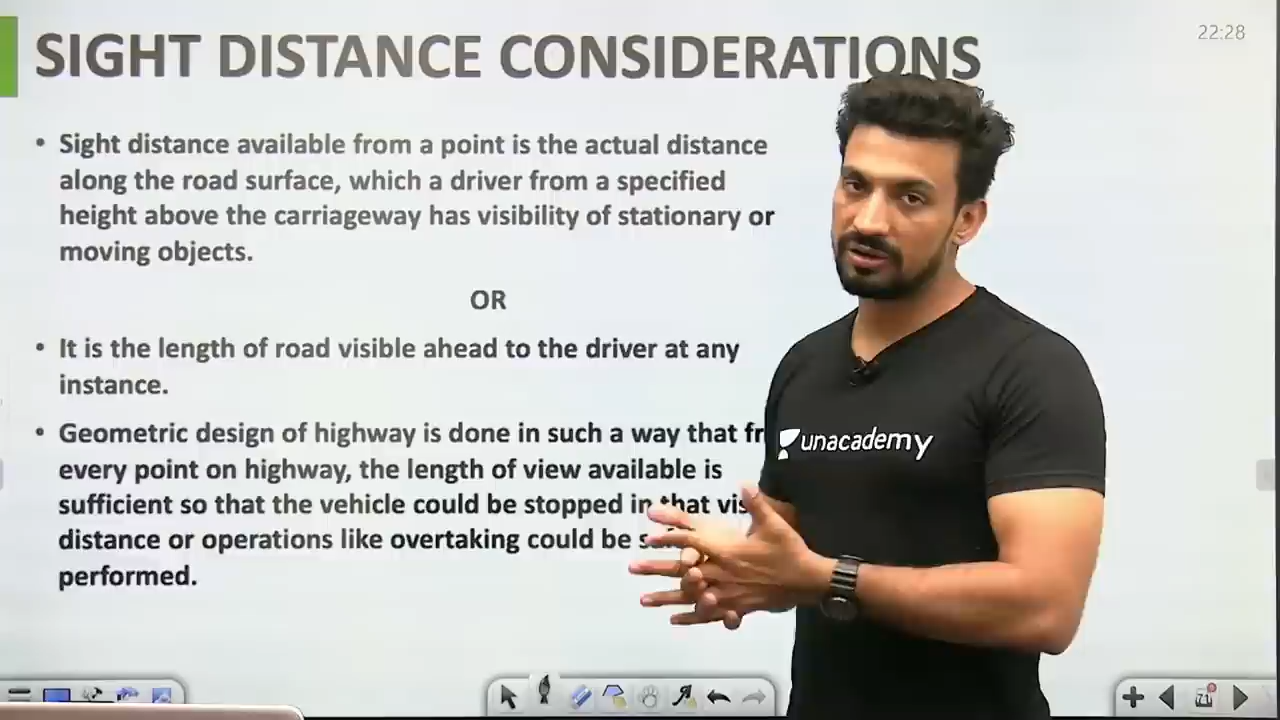 22:28
SIGHT DISTANCE CONSIDERATIONS
• Sight distance available from a point is the actual distance
along the road surface, which a driver from a specified
height above the carriageway has visibility of stationary or
moving objects.
OR
• It is the length of road visible ahead to the driver at any
instance.
• Geometric design of highway is done in such a way that fr
every point on highway, the length of view available is
sufficient so that the vehicle could be stopped in that vis
distance or operations like overtaking could be
performed.
unacademy
71